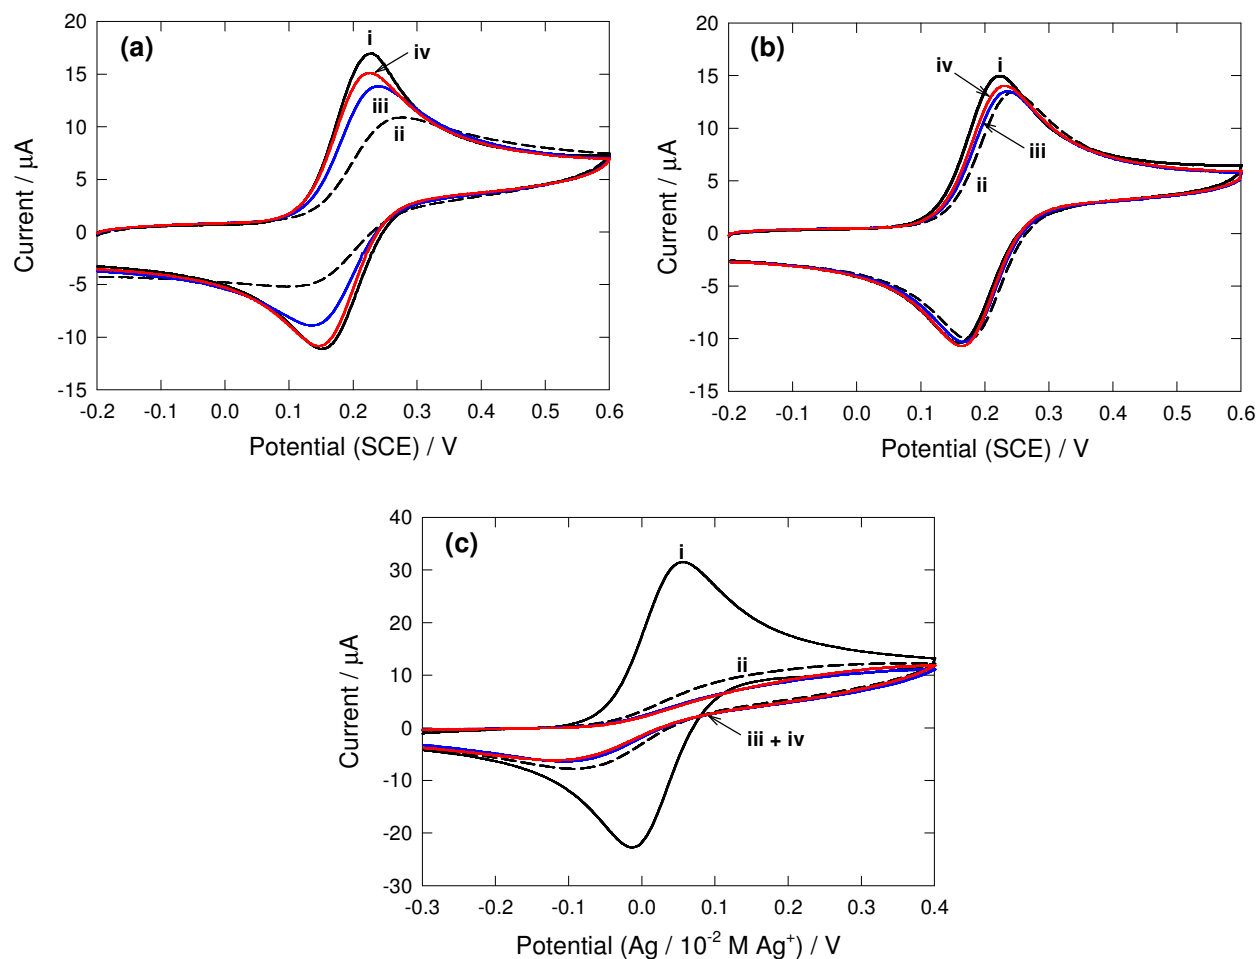 (a)
i
iv
iii
ii
20
15
10
5
0
-5
-10
-15
Current / μA
-0.2 -0.1 0.0 0.1 0.2 0.3 0.4 0.5 0.6
Potential (SCE) / V
(b)
i
iv
iii
ii
20
15
10
5
0
-5
-10
-15
Current / μA
-0.2 -0.1 0.0 0.1 0.2 0.3 0.4 0.5 0.6
Potential (SCE) / V
(c)
i
ii
iii + iv
40
30
20
10
0
-10
-20
-30
Current / μA
-0.3 -0.2 -0.1 0.0 0.1 0.2 0.3 0.4
Potential (Ag / 10⁻² M Ag⁺) / V